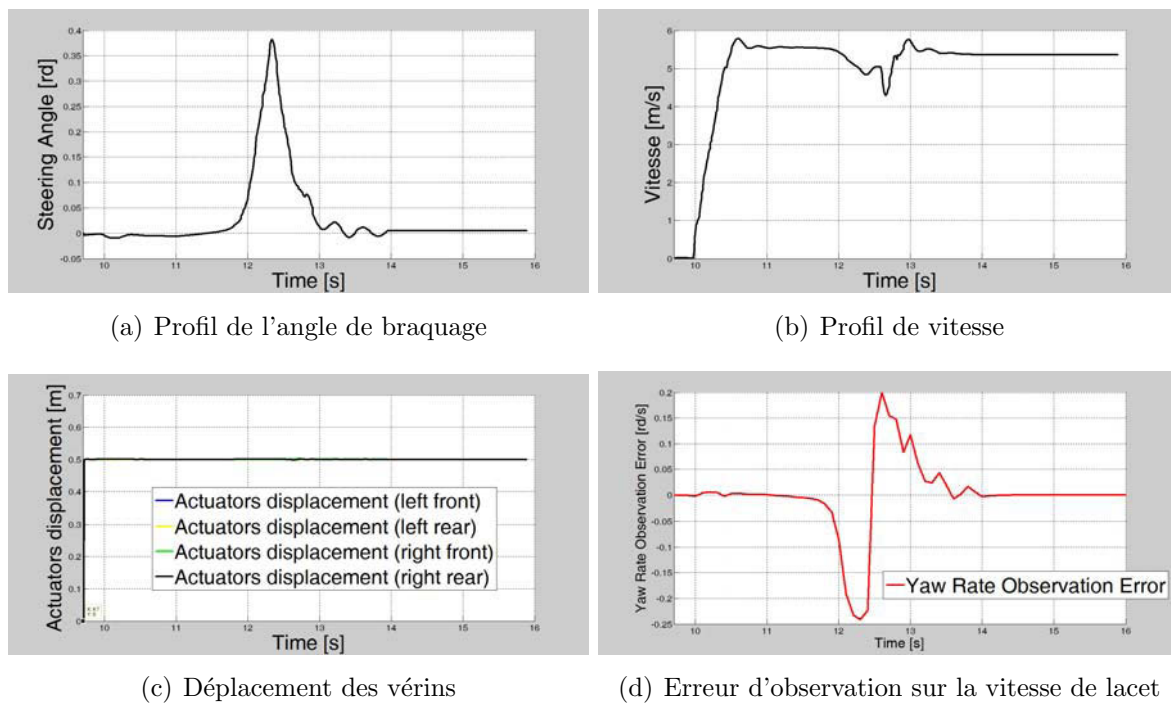 0.4
0.35
0.3
0.25
0.2
0.15
0.1
0.05
0
-0.05
Steering Angle [rd]
10 11 12 13 14 15 16
Time [s]
(a) Profil de l'angle de braquage
6
5
4
3
2
1
0
Vitesse [m/s]
10 11 12 13 14 15 16
Time [s]
(b) Profil de vitesse
0.7
0.6
0.5
0.4
0.3
0.2
0.1
0
Actuators displacement [m]
Actuators displacement (left front)
Actuators displacement (left rear)
Actuators displacement (right front)
Actuators displacement (right rear)
10 11 12 13 14 15 16
Time [s]
(c) Déplacement des vérins
0.2
0.15
0.1
0.05
0
-0.05
-0.1
-0.15
-0.2
-0.25
Yaw Rate Observation Error [rd/s]
Yaw Rate Observation Error
10 11 12 13 14 15 16
Time [s]
(d) Erreur d'observation sur la vitesse de lacet